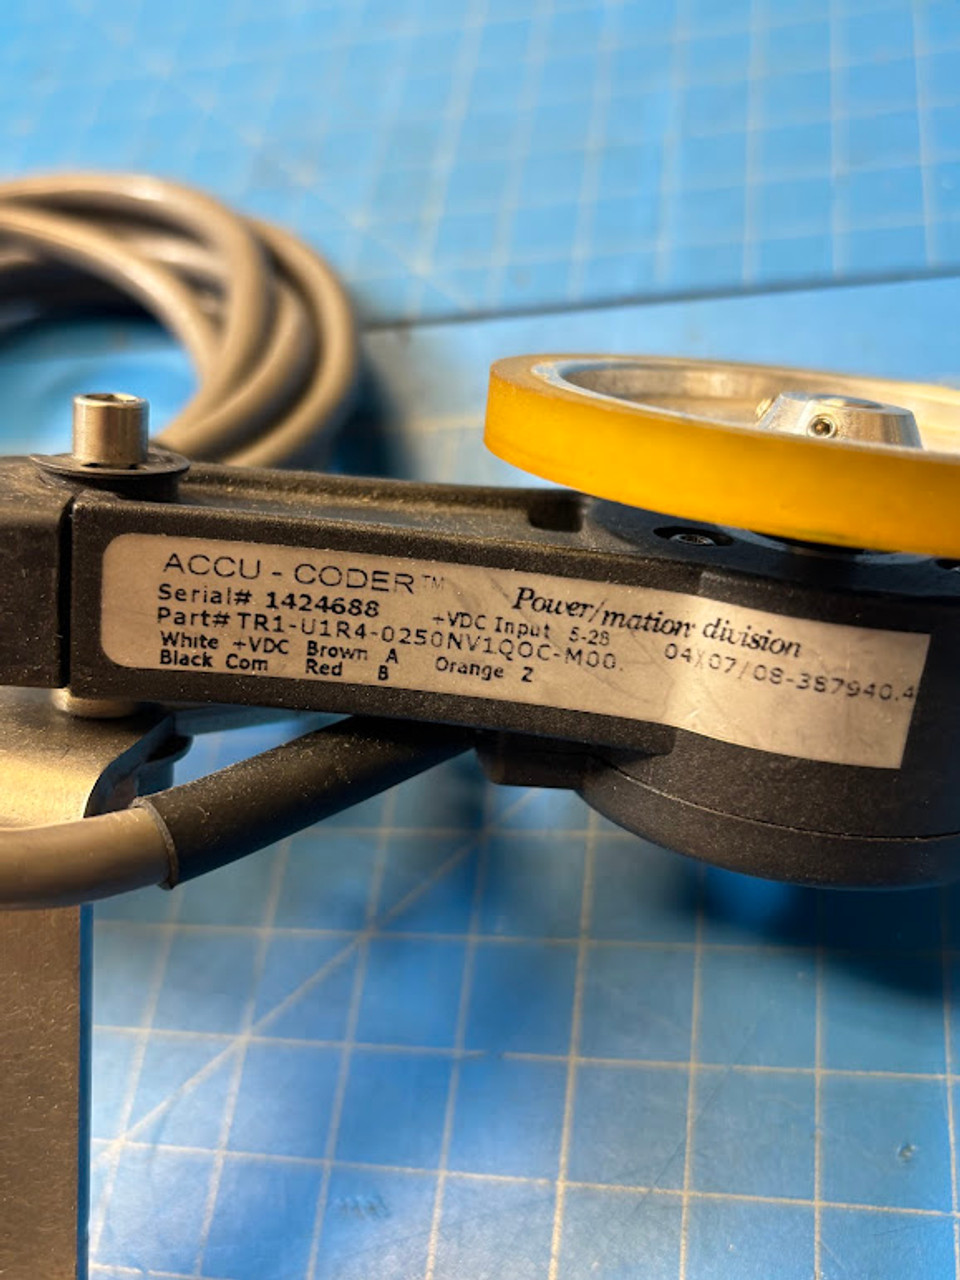 ACCU - CODER™
Power/mation division
Serial# 1424688 +VDC Input 5-28
Part# TR1-U1R4-0250NV1QOC-M00. 04X07/08-387940.4
White +VDC Brown A
Black Com Red B Orange Z